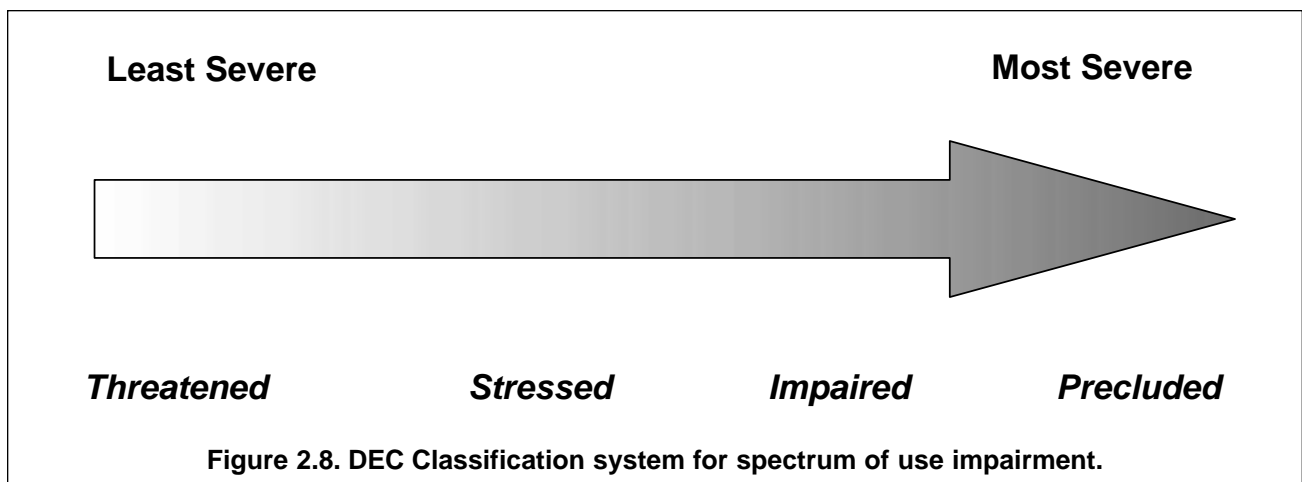 Least Severe Most Severe
Threatened Stressed Impaired Precluded
Figure 2.8. DEC Classification system for spectrum of use impairment.